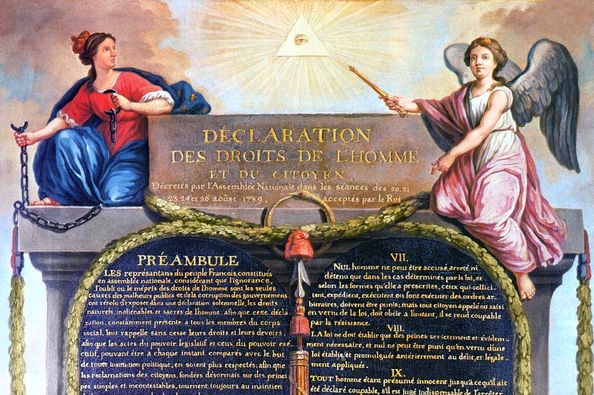 DÉCLARATION
DES DROITS DE L'HOMME
ET DU CITOYEN,
Décretés par l'Assemblée Nationale dans les séances des 20, 21
23, 24 et 26 août 1789, acceptés par le Roi
PRÉAMBULE
LES représentans du peuple François, constitués
en assemblée nationale, considérant que l'ignorance,
l'oubli ou le mépris des droits de l'homme sont les seules
causes des malheurs publics et de la corruption des gouvernemens
ont résolu d'exposer dans une déclaration solemnelle, les droits
naturels, inaliénables et sacrés de l'homme; afin que cette décla
ration, constamment présente a tous les membres du corps
social, leur rappelle sans cesse leurs droits et leurs devoirs;
afin que les actes du pouvoir législatif et ceux du pouvoir exé-
cutif, pouvant être a chaque instant comparés avec le but
de toute institution politique, en soient plus respectés; afin que
les réclamations des citoyens, fondées désormais sur des prin
pes simples et incontestables, tournent toujours au maintien
VII.
NUL homme ne peut être accusé, arreté ni
détenu que dans les cas déterminés par la loi, et
selon les formes qu'elle a prescrites, ceux qui sollici-
tent, expédient, exécutent ou font exécuter des ordres ar-
bitraires, doivent être punis; mais tout citoyen appelé ou saisi
en vertu de la loi, doit obéir a l'instant, il se rend coupable
par la résistance.
VIII.
LA loi ne doit établir que des peines strictement et évidem-
ment nécessaire, et nul ne peut être puni qu'en vertu d'une
loi établie et promulguée antérieurement au délit, et légale-
ment appliquée.
IX.
TOUT homme étant présumé innocent jusqu'a ce qu'il ait
été déclaré coupable, s'il est jugé indispensable de l'arrêter